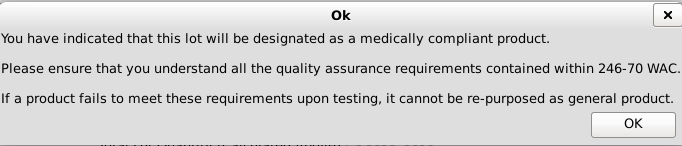 Ok
You have indicated that this lot will be designated as a medically compliant product.
Please ensure that you understand all the quality assurance requirements contained within 246-70 WAC.
If a product fails to meet these requirements upon testing, it cannot be re-purposed as general product.
OK